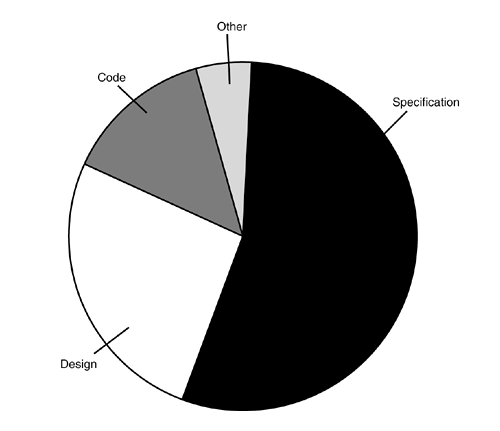 Other
Code
Specification
Design